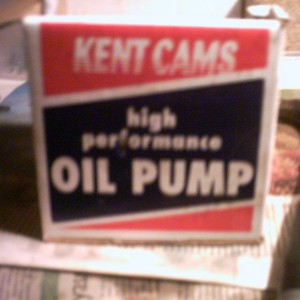 KENT CAMS
high
performance
OIL PUMP